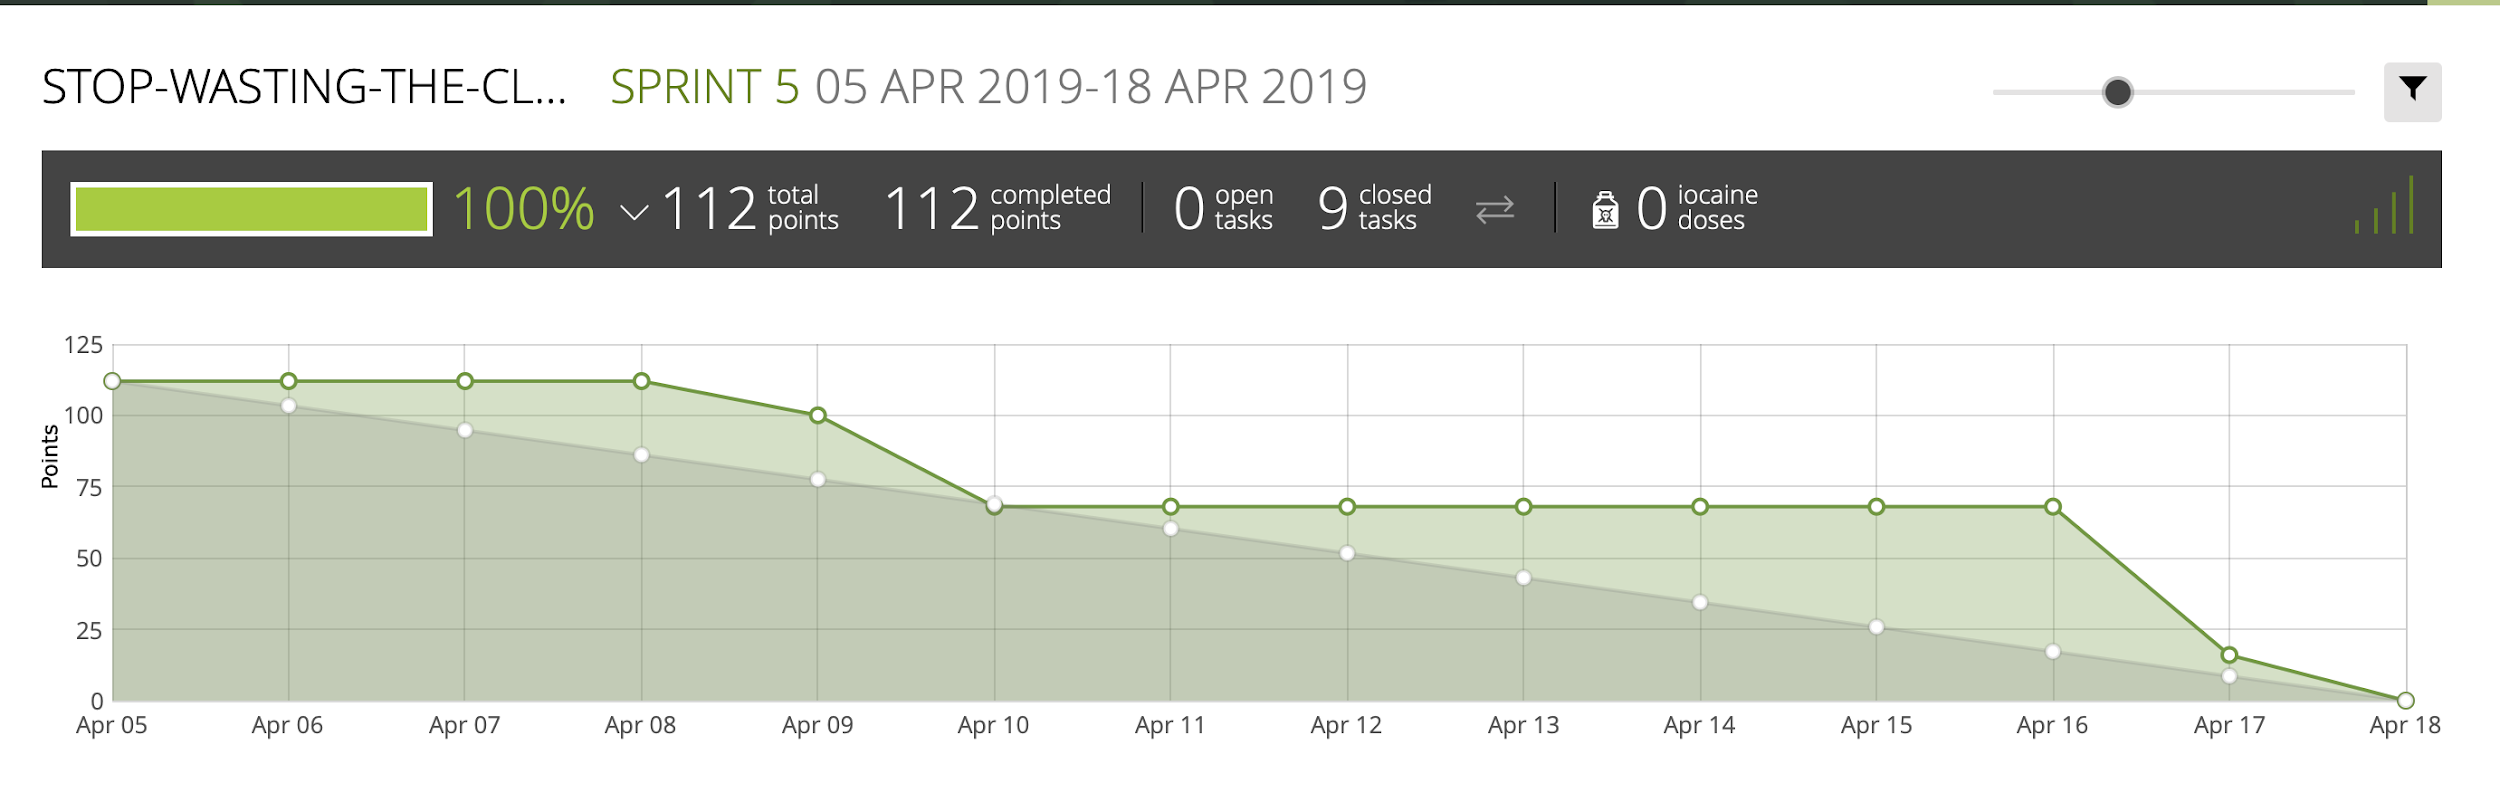 STOP-WASTING-THE-CL... SPRINT 5 05 APR 2019-18 APR 2019
100% 112 total points 112 completed points 0 open tasks 9 closed tasks 0 iocaine doses
125
100
75
50
25
0
Points
Apr 05 Apr 06 Apr 07 Apr 08 Apr 09 Apr 10 Apr 11 Apr 12 Apr 13 Apr 14 Apr 15 Apr 16 Apr 17 Apr 18